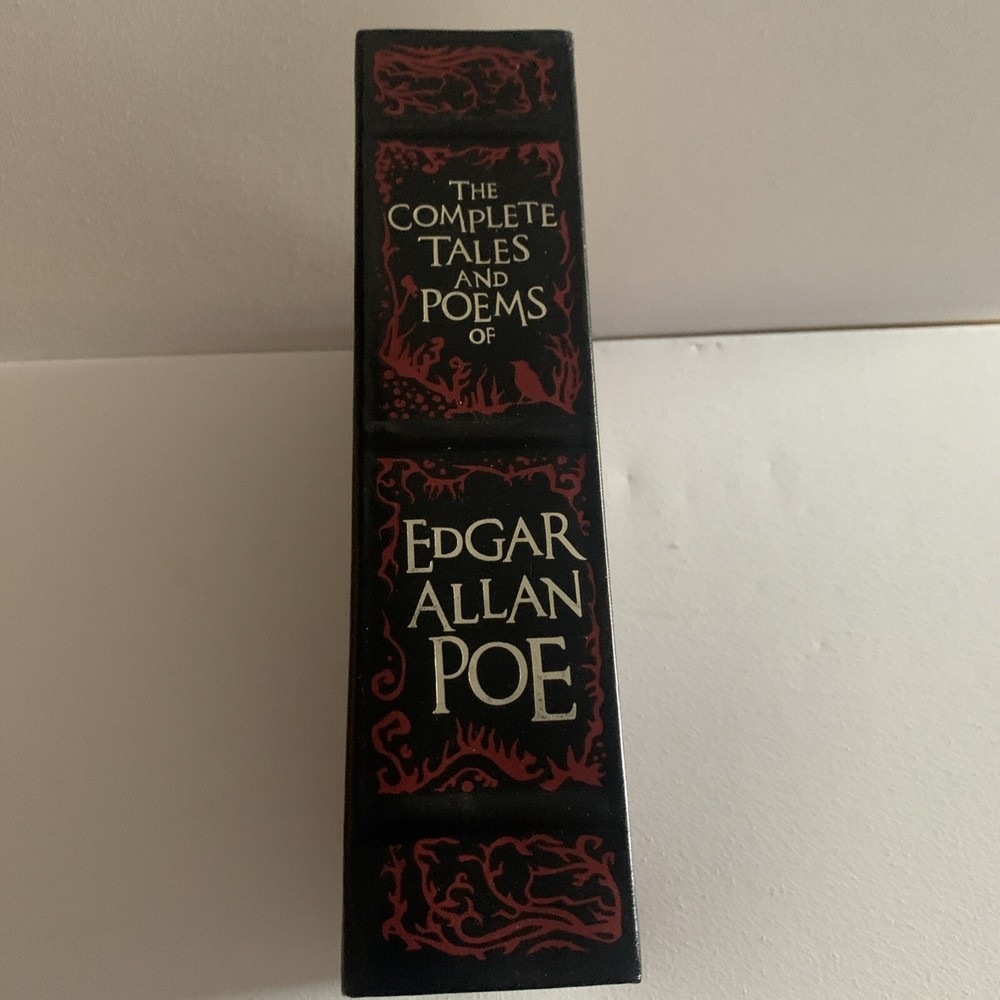 THE
COMPLETE
TALES
AND
POEMS
OF
EDGAR
ALLAN
POE